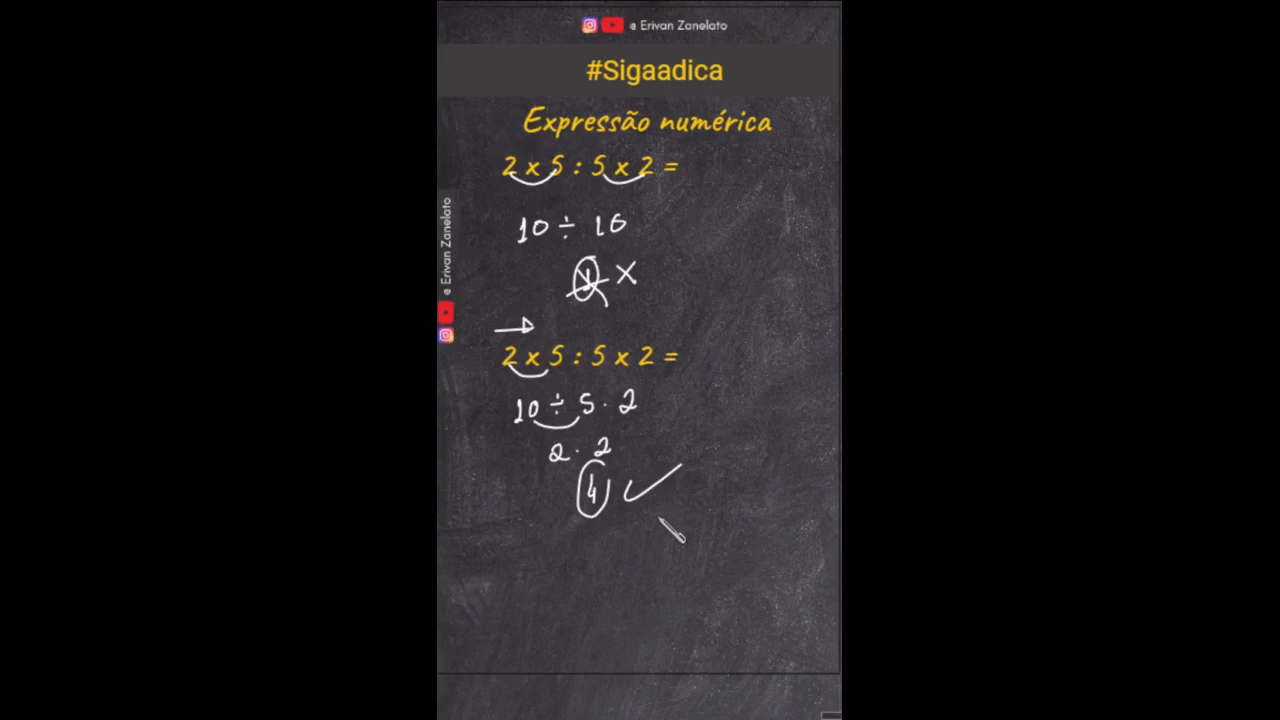 Erivan Zanelato
#Sigaadica
Expressão numérica
2 x 5 : 5 x 2 =
10 ÷ 10
1 X
Erivan Zanelato
2 x 5 : 5 x 2 =
10 ÷ 5 . 2
2 . 2
4